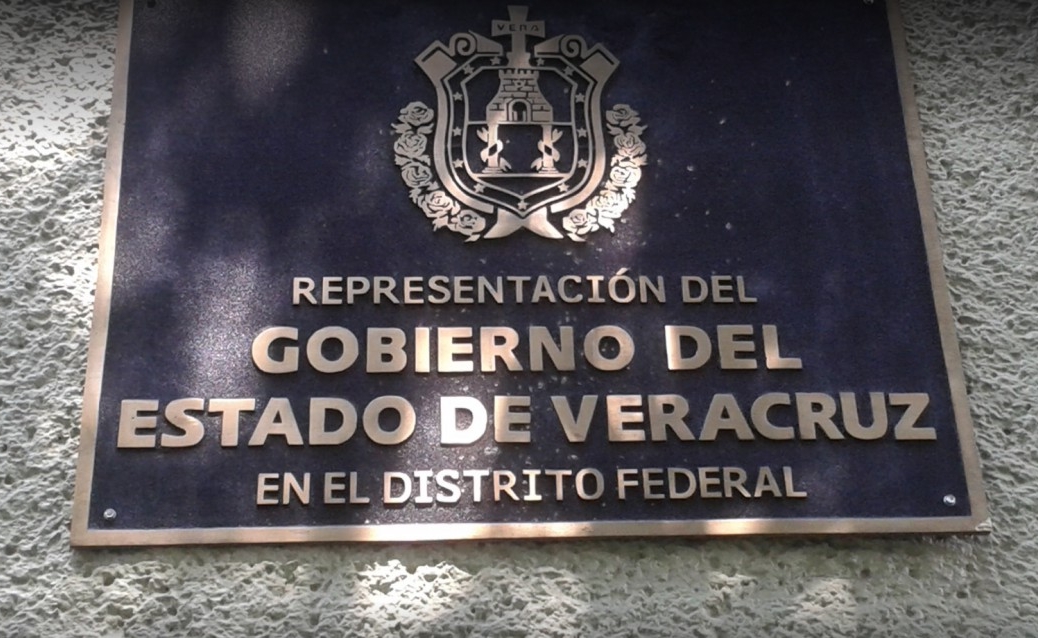 VERA
REPRESENTACIÓN DEL
GOBIERNO DEL
ESTADO DE VERACRUZ
EN EL DISTRITO FEDERAL